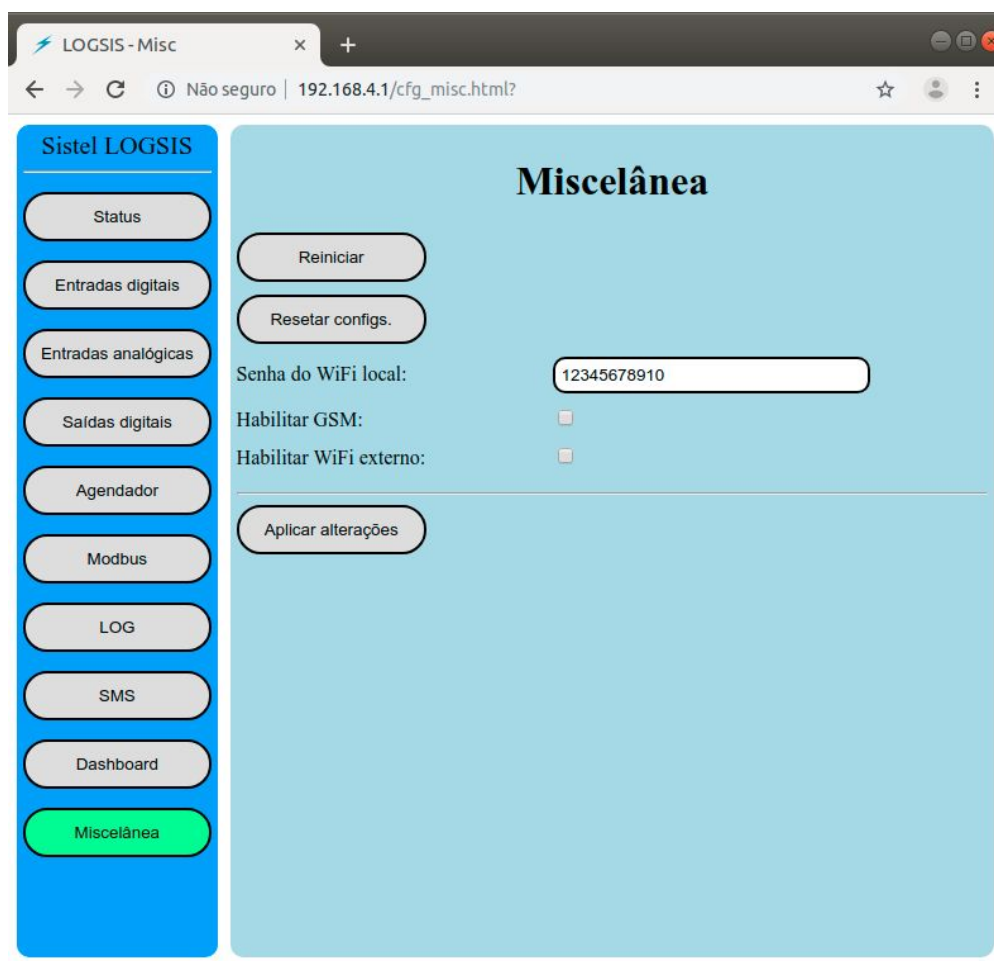 LOGSIS - Misc
Não seguro | 192.168.4.1/cfg_misc.html?
Sistel LOGSIS
Status
Entradas digitais
Entradas analógicas
Saídas digitais
Agendador
Modbus
LOG
SMS
Dashboard
Miscelânea
Miscelânea
Reiniciar
Resetar configs.
Senha do WiFi local: 12345678910
Habilitar GSM:
Habilitar WiFi externo:
Aplicar alterações